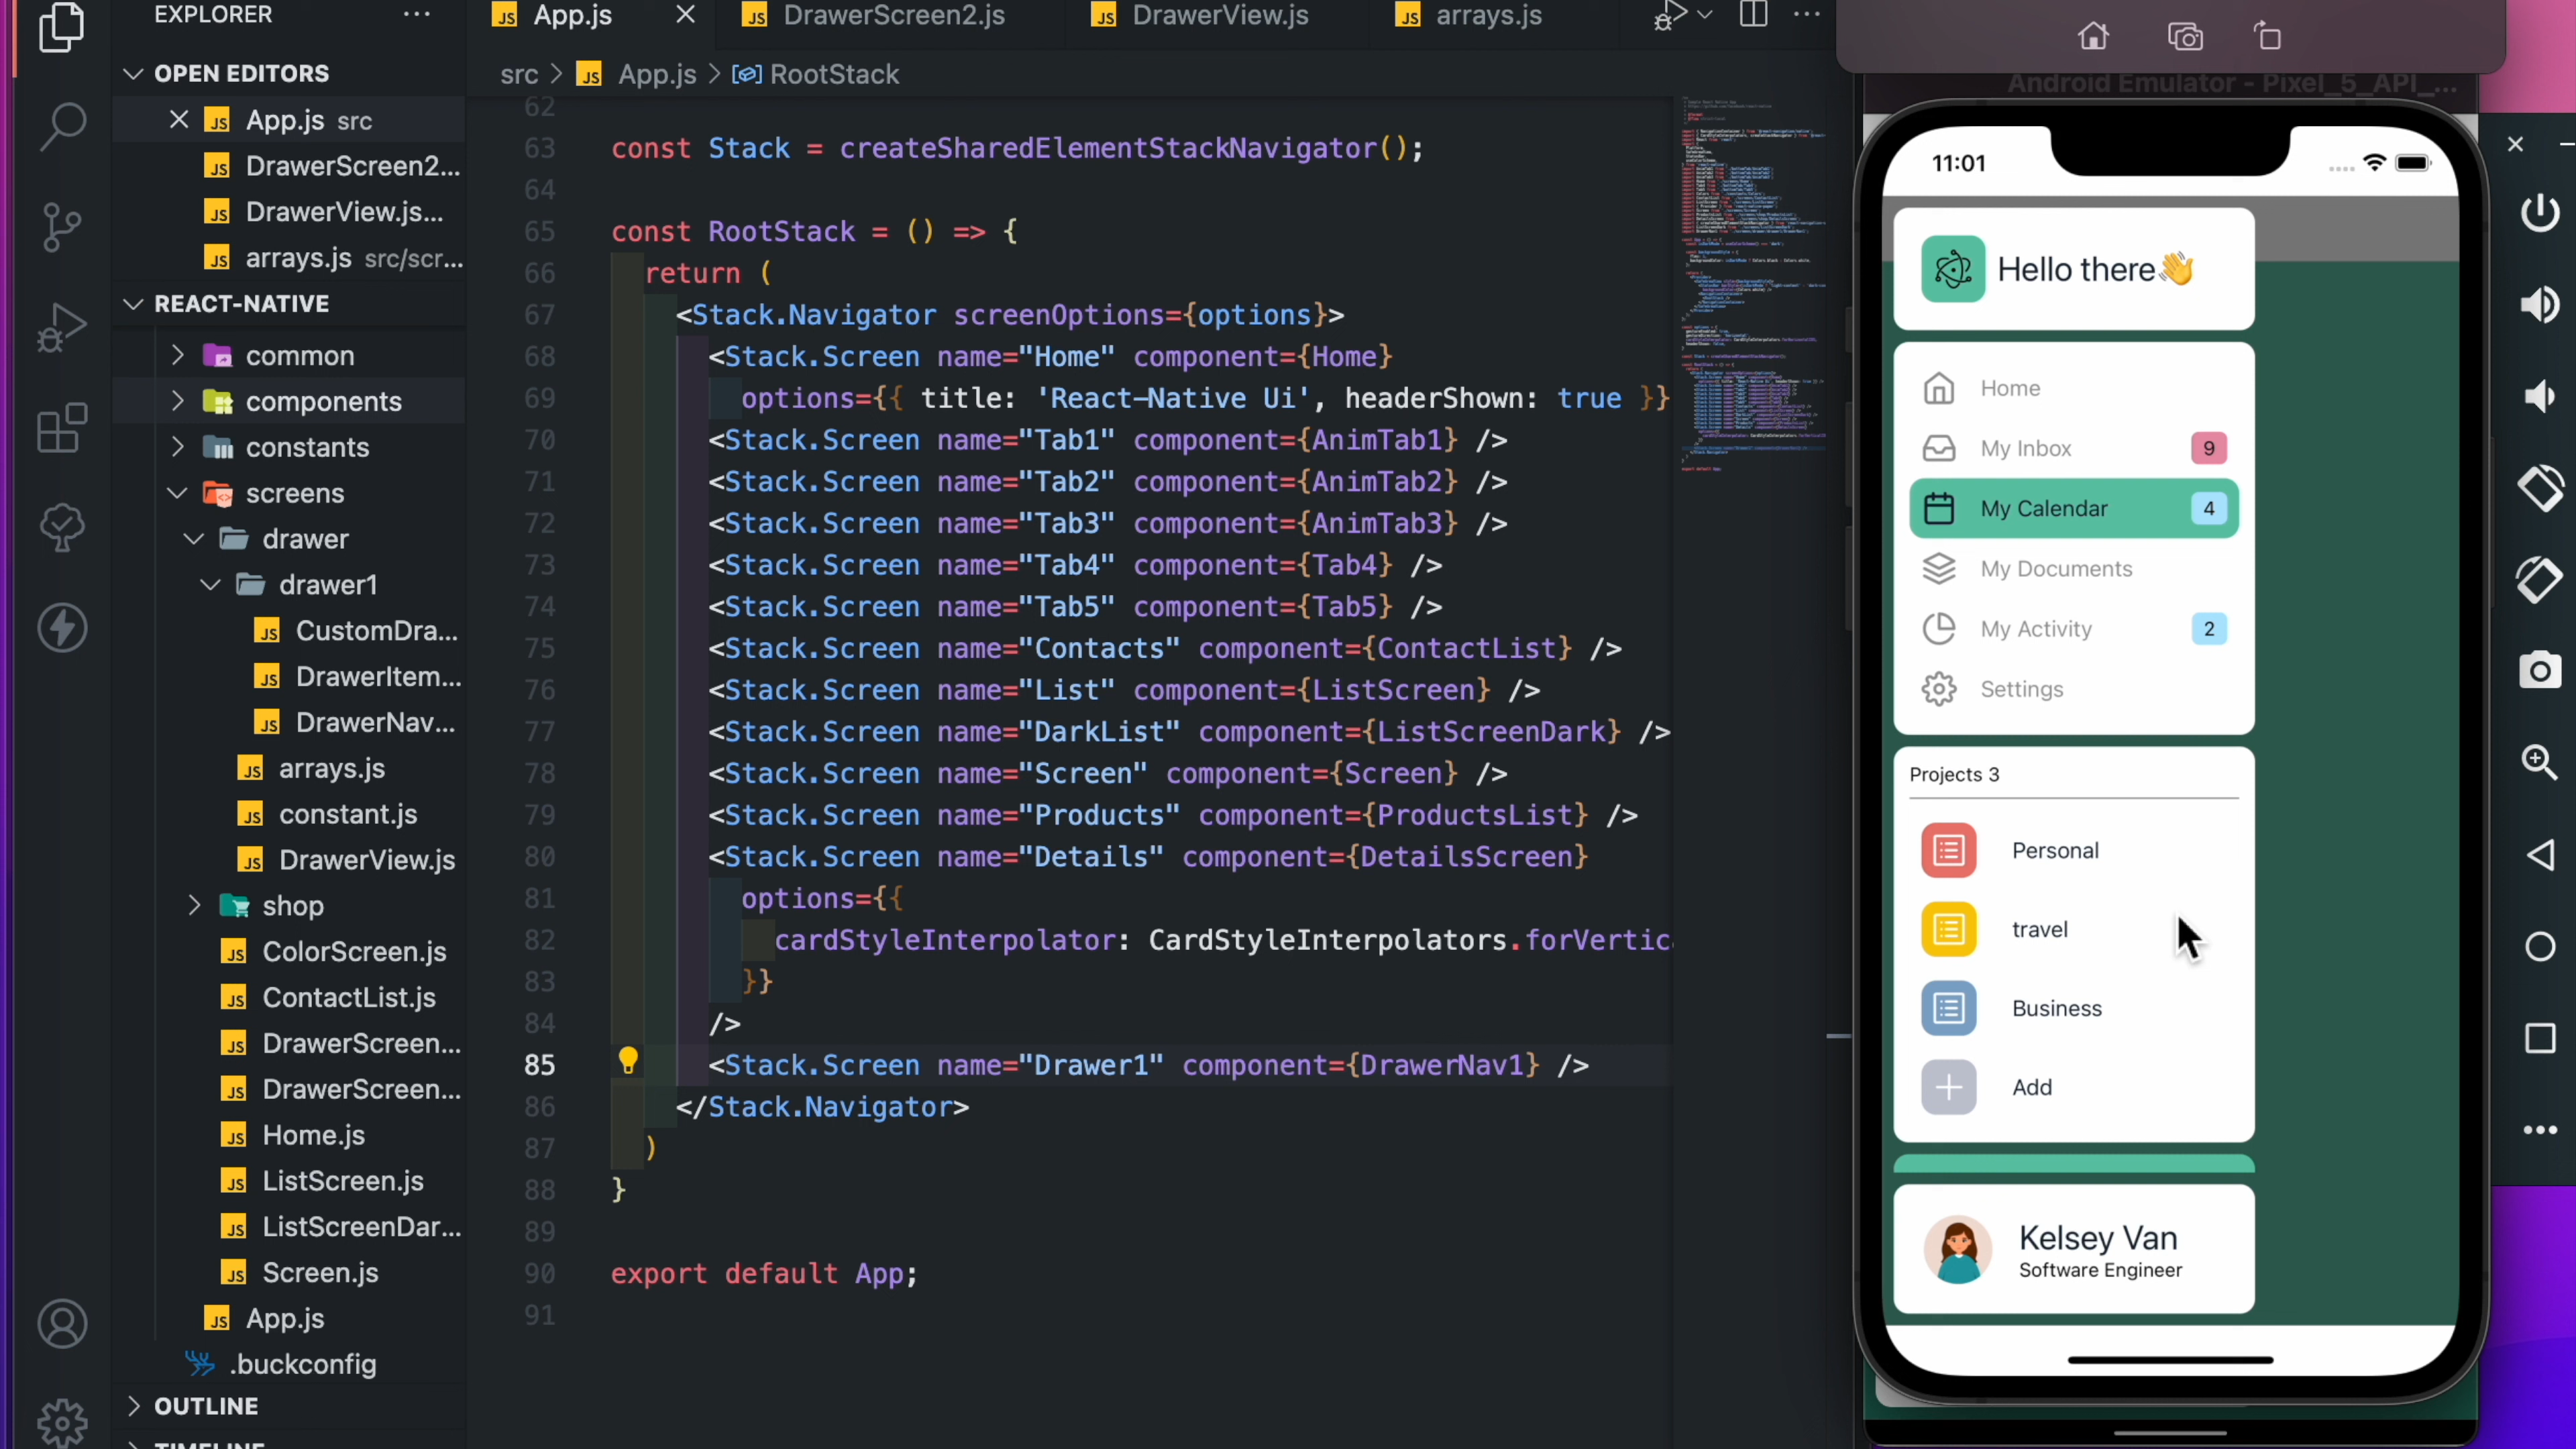 EXPLORER
OPEN EDITORS
App.js src
DrawerScreen2...
DrawerView.js...
arrays.js src/scr...
REACT-NATIVE
common
components
constants
screens
drawer
drawer1
CustomDra...
DrawerItem...
DrawerNav...
arrays.js
constant.js
DrawerView.js
shop
ColorScreen.js
ContactList.js
DrawerScreen...
DrawerScreen...
Home.js
ListScreen.js
ListScreenDar...
Screen.js
App.js
.buckconfig
OUTLINE
TIMELINE
App.js
DrawerScreen2.js
DrawerView.js
arrays.js
src > App.js > RootStack
62
63 const Stack = createSharedElementStackNavigator();
64
65 const RootStack = () => {
66 return (
67 <Stack.Navigator screenOptions={options}>
68 <Stack.Screen name="Home" component={Home}
69 options={{ title: 'React-Native Ui', headerShown: true }}
70 <Stack.Screen name="Tab1" component={AnimTab1} />
71 <Stack.Screen name="Tab2" component={AnimTab2} />
72 <Stack.Screen name="Tab3" component={AnimTab3} />
73 <Stack.Screen name="Tab4" component={Tab4} />
74 <Stack.Screen name="Tab5" component={Tab5} />
75 <Stack.Screen name="Contacts" component={ContactList} />
76 <Stack.Screen name="List" component={ListScreen} />
77 <Stack.Screen name="DarkList" component={ListScreenDark} />
78 <Stack.Screen name="Screen" component={Screen} />
79 <Stack.Screen name="Products" component={ProductsList} />
80 <Stack.Screen name="Details" component={DetailsScreen}
81 options={{
82 cardStyleInterpolator: CardStyleInterpolators.forVertic
83 }}
84 />
85 <Stack.Screen name="Drawer1" component={DrawerNav1} />
86 </Stack.Navigator>
87 )
88 }
89
90 export default App;
91
Android Emulator - Pixel_5_API_...
11:01
Hello there👋
Home
My Inbox 9
My Calendar 4
My Documents
My Activity 2
Settings
Projects 3
Personal
travel
Business
Add
Kelsey Van
Software Engineer